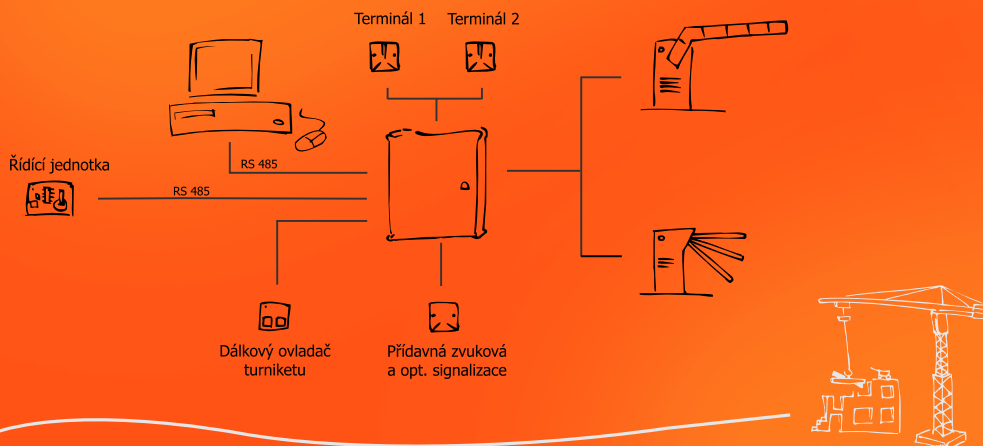 Terminál 1
Terminál 2
RS 485
Řídící jednotka
RS 485
Dálkový ovladač
turniketu
Přídavná zvuková
a opt. signalizace